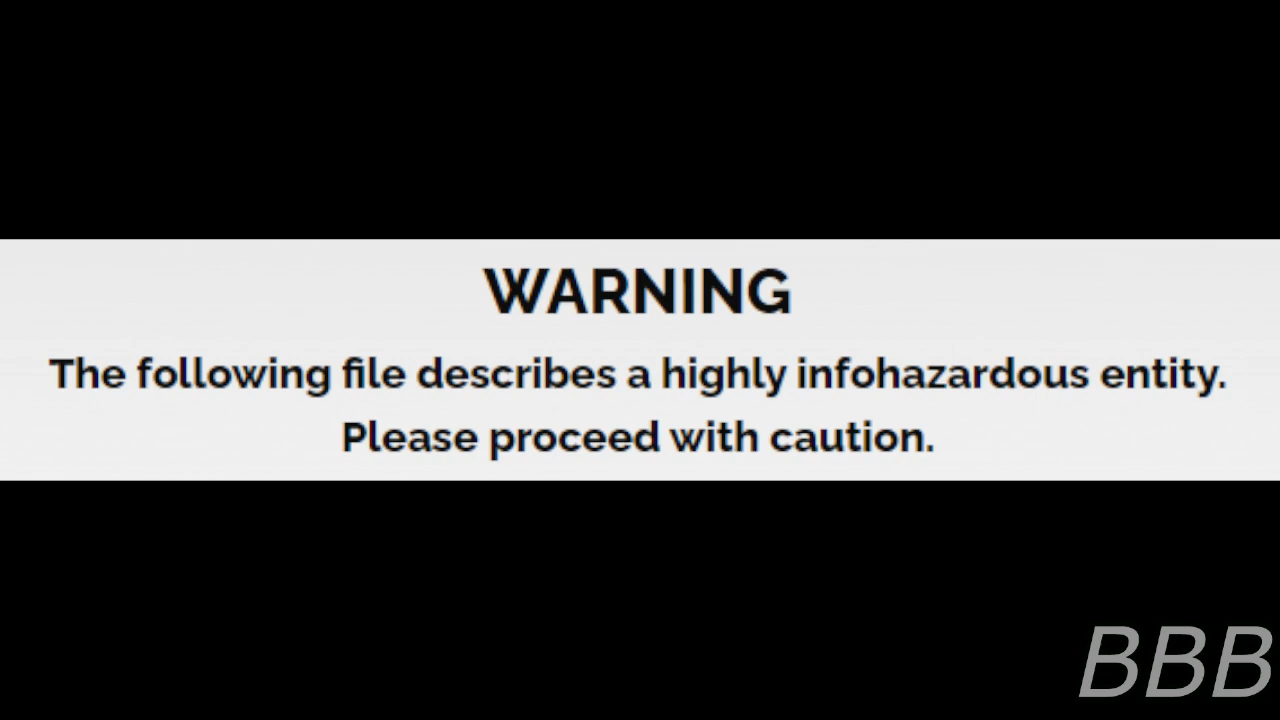 WARNING
The following file describes a highly infohazardous entity.
Please proceed with caution.
BBB